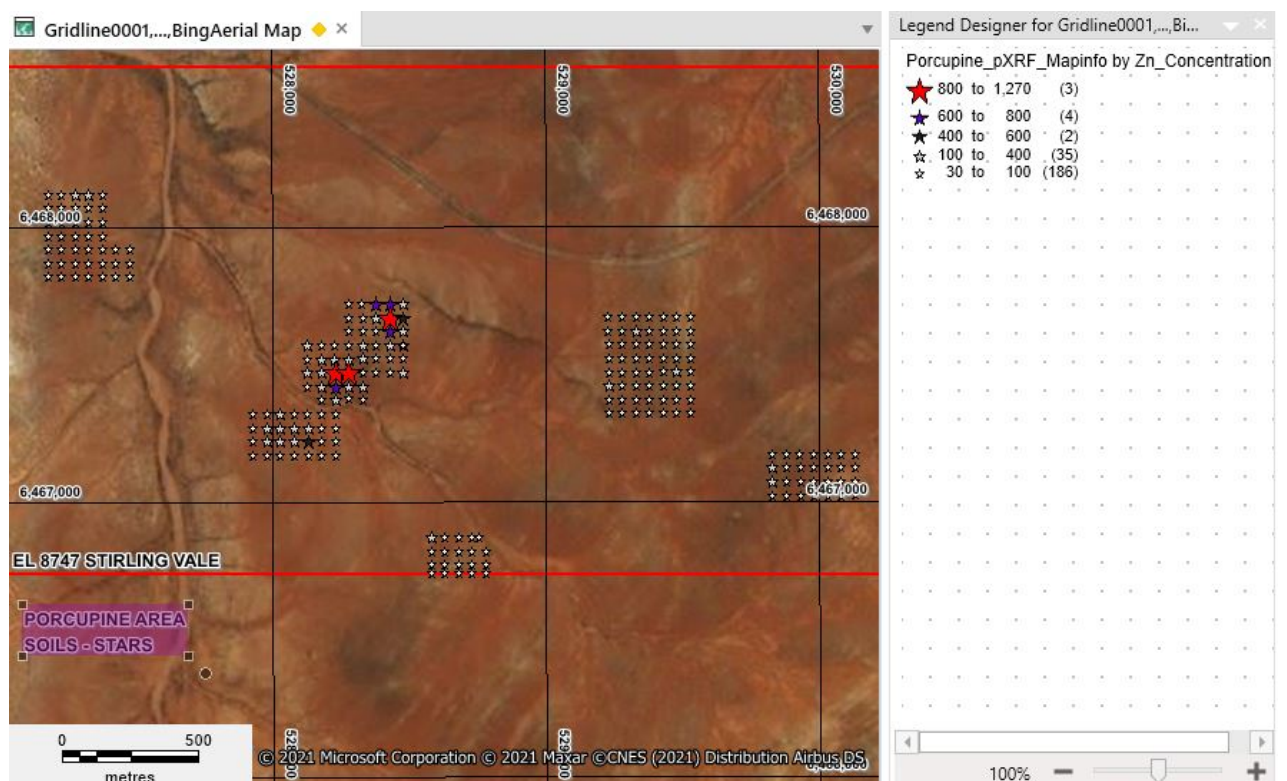 Gridline0001,...,BingAerial Map
Legend Designer for Gridline0001,...,Bi...
Porcupine_pXRF_Mapinfo by Zn_Concentration
800 to 1,270 (3)
600 to 800 (4)
400 to 600 (2)
100 to 400 (35)
30 to 100 (186)
528,000
529,000
530,000
6,468,000
6,468,000
6,467,000
6,467,000
EL 8747 STIRLING VALE
PORCUPINE AREA
SOILS - STARS
0 500
metres
© 2021 Microsoft Corporation © 2021 Maxar ©CNES (2021) Distribution Airbus DS
100%